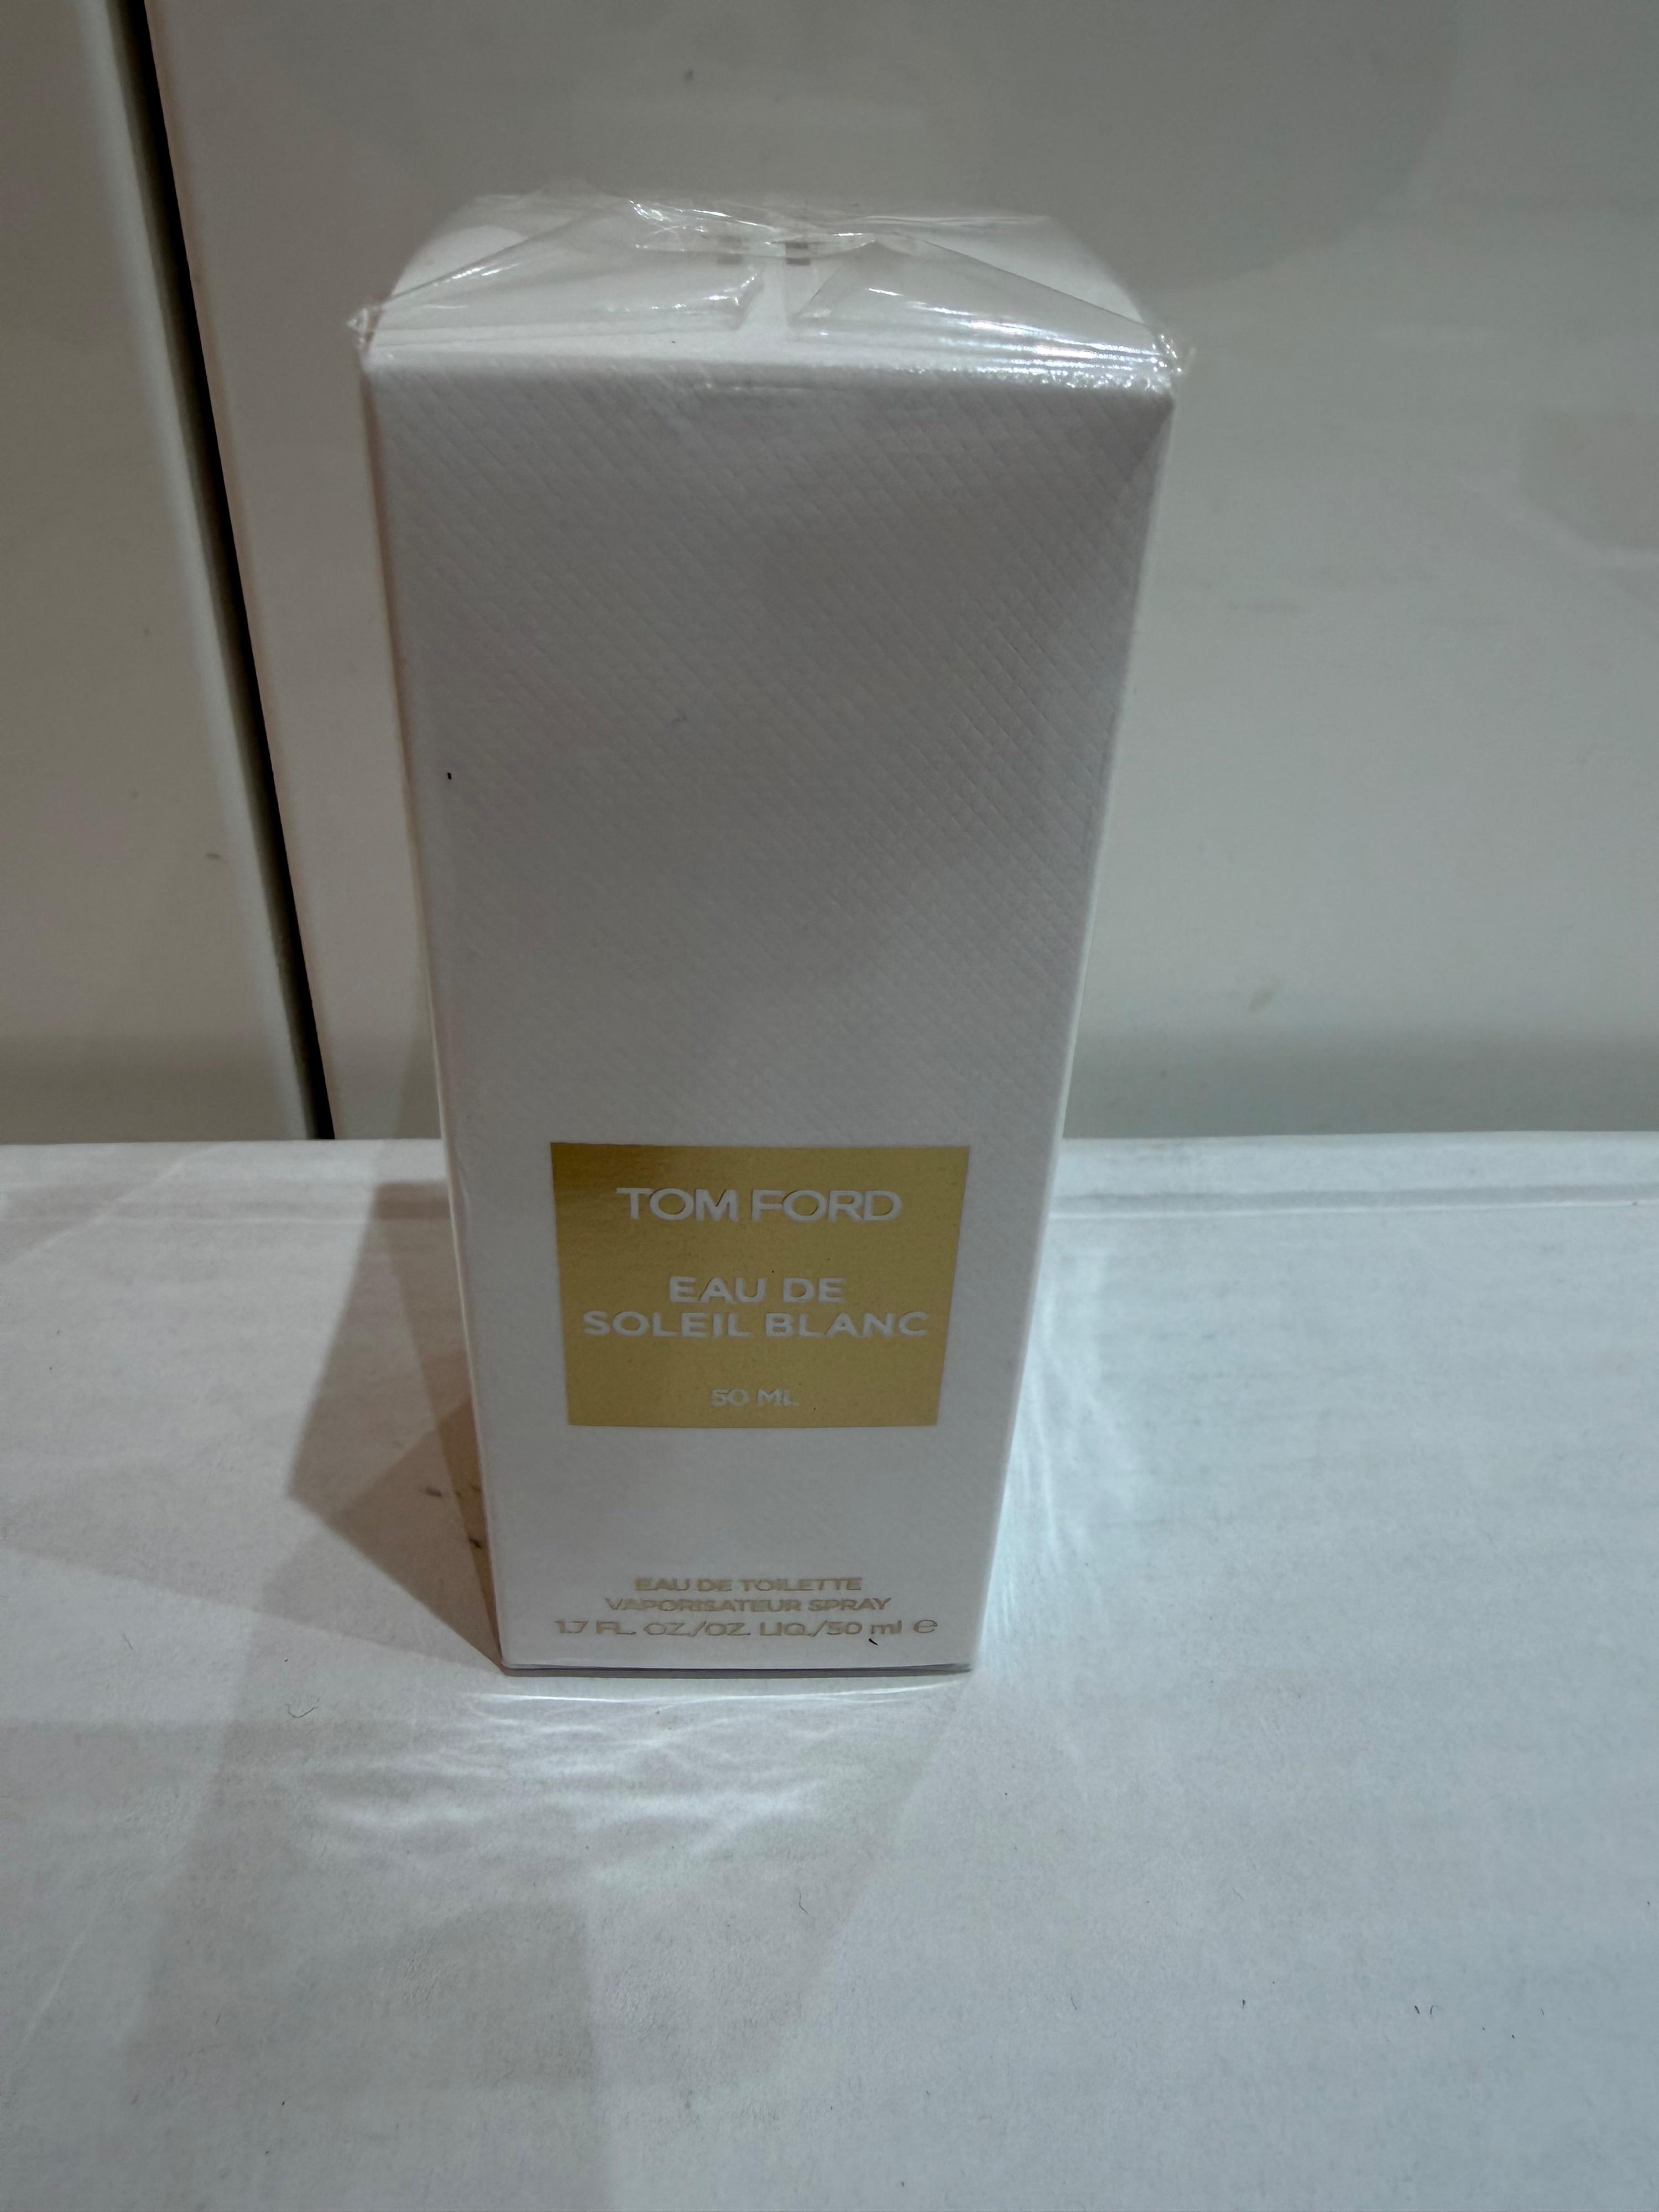 TOM FORD
EAU DE
SOLEIL BLANC
50 ML
EAU DE TOILETTE
VAPORISATEUR SPRAY
1.7 FL. OZ./OZ. LIQ./50 ml ℮